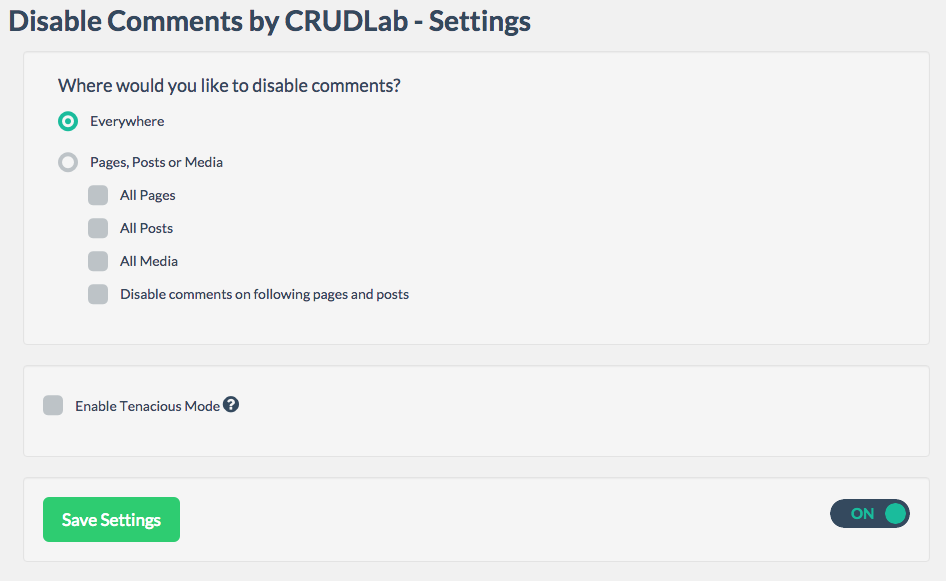 Disable Comments by CRUDLab - Settings
Where would you like to disable comments?
Everywhere
Pages, Posts or Media
All Pages
All Posts
All Media
Disable comments on following pages and posts
Enable Tenacious Mode ?
Save Settings
ON